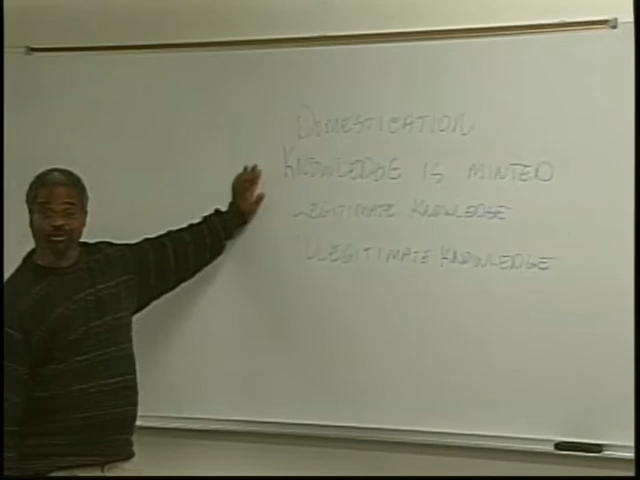 DOMESTICATION
KNOWLEDGE IS MINTED
LEGITIMATE KNOWLEDGE
ILLEGITIMATE KNOWLEDGE